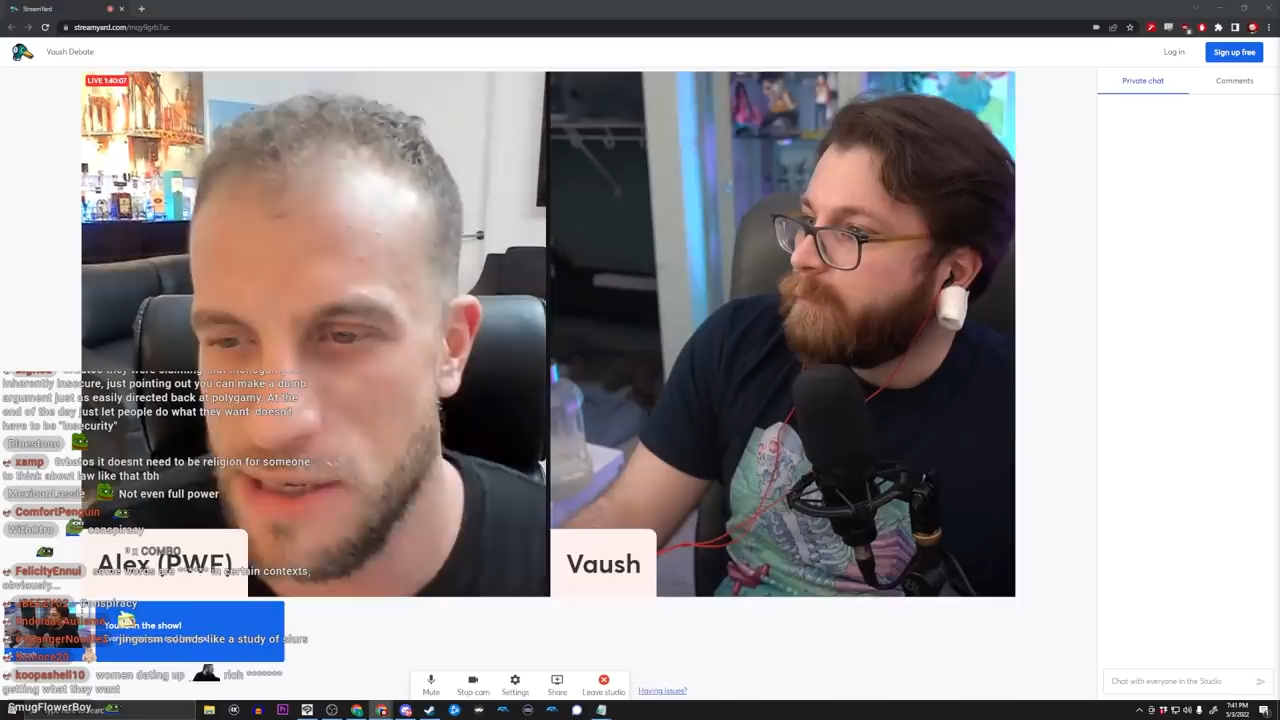 StreamYard
streamyard.com/mqy9grb7ac
Vaush Debate
Log in
Sign up free
LIVE 1:40:07
Private chat
Comments
inherently insecure, just pointing out you can make a dumb
argument just as easily directed back at polygamy. At the
end of the day just let people do what they want, doesn't
have to be "insecurity"
Bluestone
xamp 6rbatos it doesnt need to be religion for someone
to think about law like that tbh
MexicanLassie Not even full power
ComfortPenguin
WithOtro conspiracy
3 x COMBO
Alex (PWF)
Vaush
FelicityEnnui some words are ****** in certain contexts,
obviously...
Conspiracy
in the show!
jingoism sounds like a study of slurs
Science20
koopashell10 women dating up rich *******
getting what they want
SmugFlowerBoy
Mute
Stop cam
Settings
Share
Leave studio
Having issues?
Chat with everyone in the Studio
7:41 PM
5/3/2022